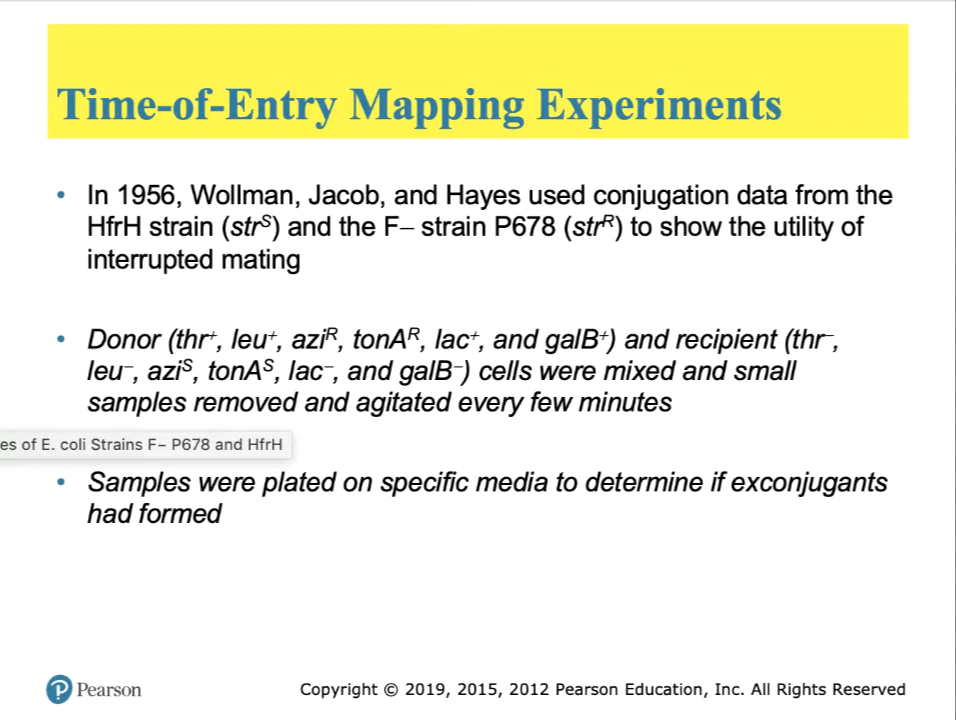 Time-of-Entry Mapping Experiments
• In 1956, Wollman, Jacob, and Hayes used conjugation data from the
HfrH strain (strS) and the F– strain P678 (strR) to show the utility of
interrupted mating
• Donor (thr+, leu+, aziR, tonAR, lac+, and galB+) and recipient (thr–,
leu–, aziS, tonAS, lac–, and galB–) cells were mixed and small
samples removed and agitated every few minutes
es of E. coli Strains F– P678 and HfrH
• Samples were plated on specific media to determine if exconjugants
had formed
P Pearson
Copyright © 2019, 2015, 2012 Pearson Education, Inc. All Rights Reserved